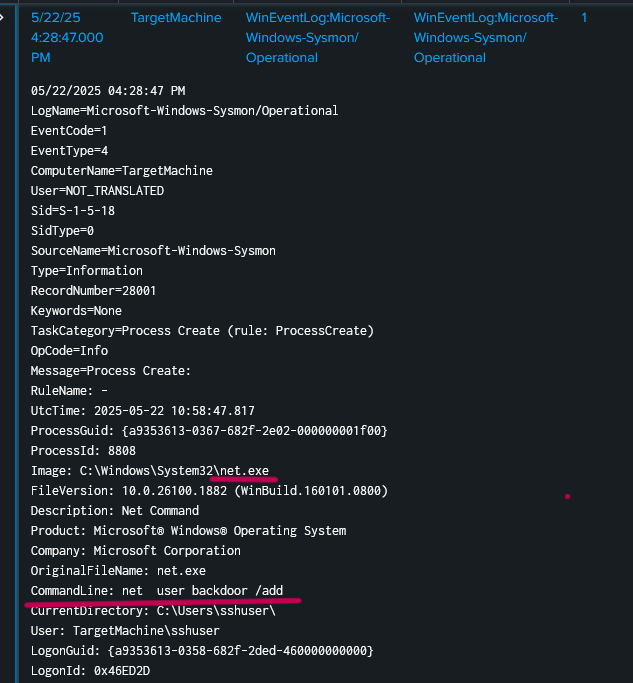 5/22/25 TargetMachine WinEventLog:Microsoft- WinEventLog:Microsoft- 1
4:28:47.000 Windows-Sysmon/ Windows-Sysmon/
PM Operational Operational
05/22/2025 04:28:47 PM
LogName=Microsoft-Windows-Sysmon/Operational
EventCode=1
EventType=4
ComputerName=TargetMachine
User=NOT_TRANSLATED
Sid=S-1-5-18
SidType=0
SourceName=Microsoft-Windows-Sysmon
Type=Information
RecordNumber=28001
Keywords=None
TaskCategory=Process Create (rule: ProcessCreate)
OpCode=Info
Message=Process Create:
RuleName: -
UtcTime: 2025-05-22 10:58:47.817
ProcessGuid: {a9353613-0367-682f-2e02-000000001f00}
ProcessId: 8808
Image: C:\Windows\System32\net.exe
FileVersion: 10.0.26100.1882 (WinBuild.160101.0800)
Description: Net Command
Product: Microsoft® Windows® Operating System
Company: Microsoft Corporation
OriginalFileName: net.exe
CommandLine: net  user backdoor /add
CurrentDirectory: C:\Users\sshuser\
User: TargetMachine\sshuser
LogonGuid: {a9353613-0358-682f-2ded-460000000000}
LogonId: 0x46ED2D